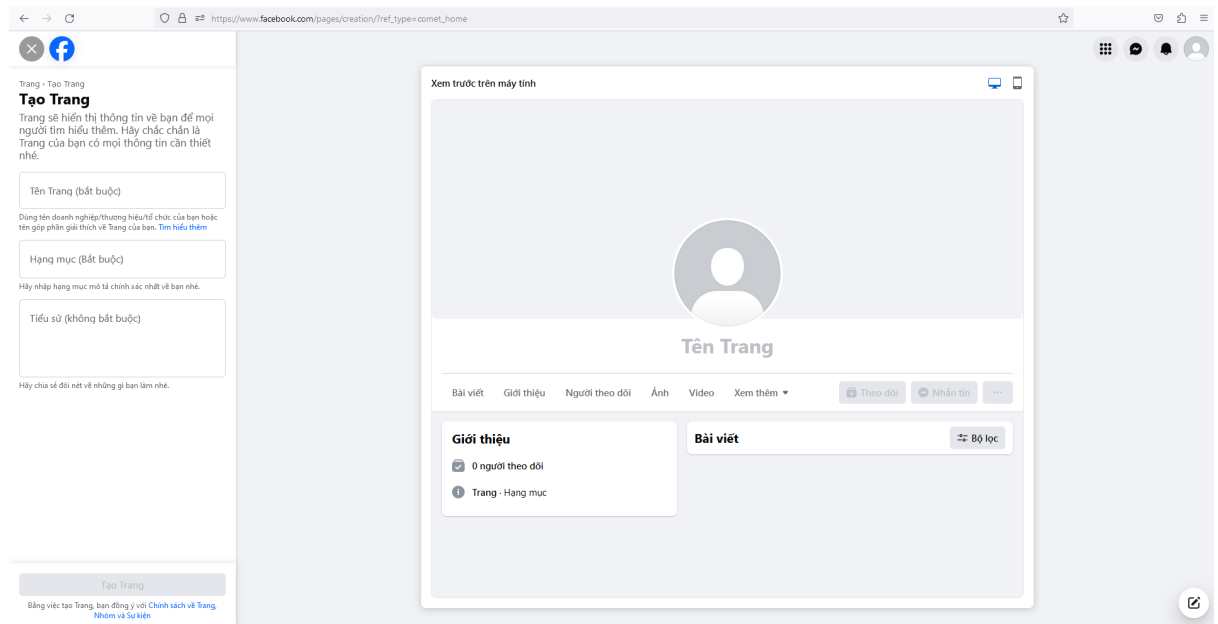 https://www.facebook.com/pages/creation/?ref_type=comet_home
Trang · Tạo Trang
Tạo Trang
Trang sẽ hiển thị thông tin về bạn để mọi
người tìm hiểu thêm. Hãy chắc chắn là
Trang của bạn có mọi thông tin cần thiết
nhé.
Tên Trang (bắt buộc)
Dùng tên doanh nghiệp/thương hiệu/tổ chức của bạn hoặc
tên góp phần giải thích về Trang của bạn. Tìm hiểu thêm
Hạng mục (Bắt buộc)
Hãy nhập hạng mục mô tả chính xác nhất về bạn nhé.
Tiểu sử (không bắt buộc)
Hãy chia sẻ đôi nét về những gì bạn làm nhé.
Tạo Trang
Bằng việc tạo Trang, bạn đồng ý với Chính sách về Trang,
Nhóm và Sự kiện
Xem trước trên máy tính
Tên Trang
Bài viết Giới thiệu Người theo dõi Ảnh Video Xem thêm Theo dõi Nhắn tin ···
Giới thiệu
0 người theo dõi
Trang · Hạng mục
Bài viết Bộ lọc